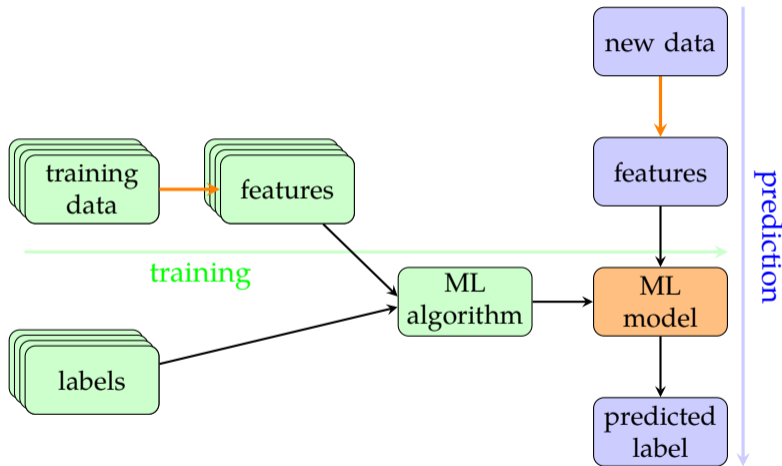 new data
training
data
features
features
prediction
training
ML
algorithm
ML
model
labels
predicted
label